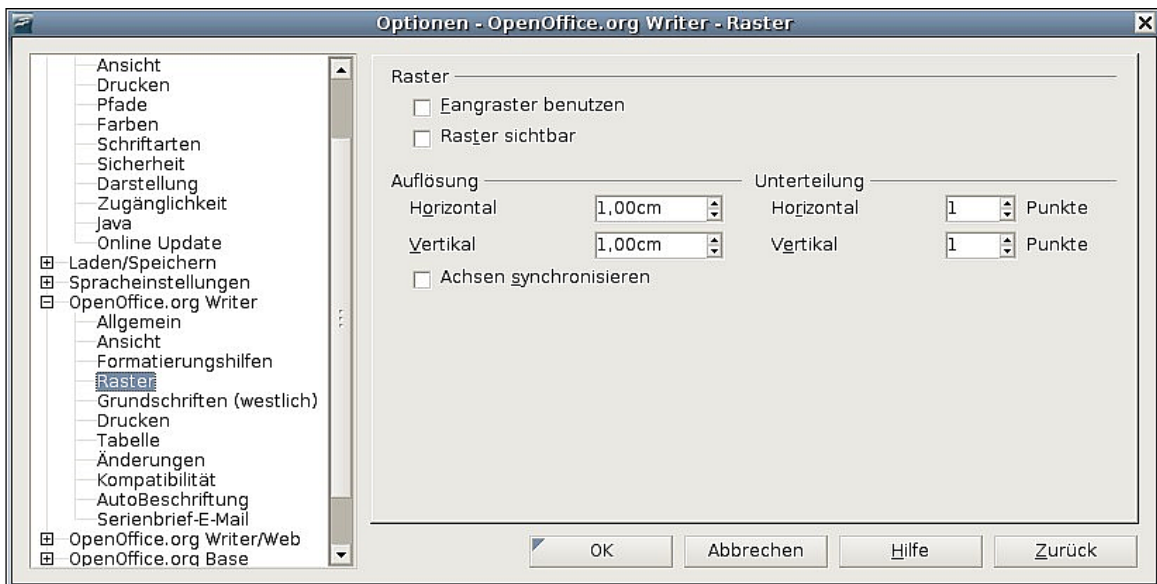 Optionen - OpenOffice.org Writer - Raster
Ansicht
Drucken
Pfade
Farben
Schriftarten
Sicherheit
Darstellung
Zugänglichkeit
Java
Online Update
Laden/Speichern
Spracheinstellungen
OpenOffice.org Writer
Allgemein
Ansicht
Formatierungshilfen
Raster
Grundschriften (westlich)
Drucken
Tabelle
Änderungen
Kompatibilität
AutoBeschriftung
Serienbrief-E-Mail
OpenOffice.org Writer/Web
OpenOffice.org Base
Raster
Fangraster benutzen
Raster sichtbar
Auflösung
Horizontal 1,00cm
Vertikal 1,00cm
Achsen synchronisieren
Unterteilung
Horizontal 1 Punkte
Vertikal 1 Punkte
OK Abbrechen Hilfe Zurück